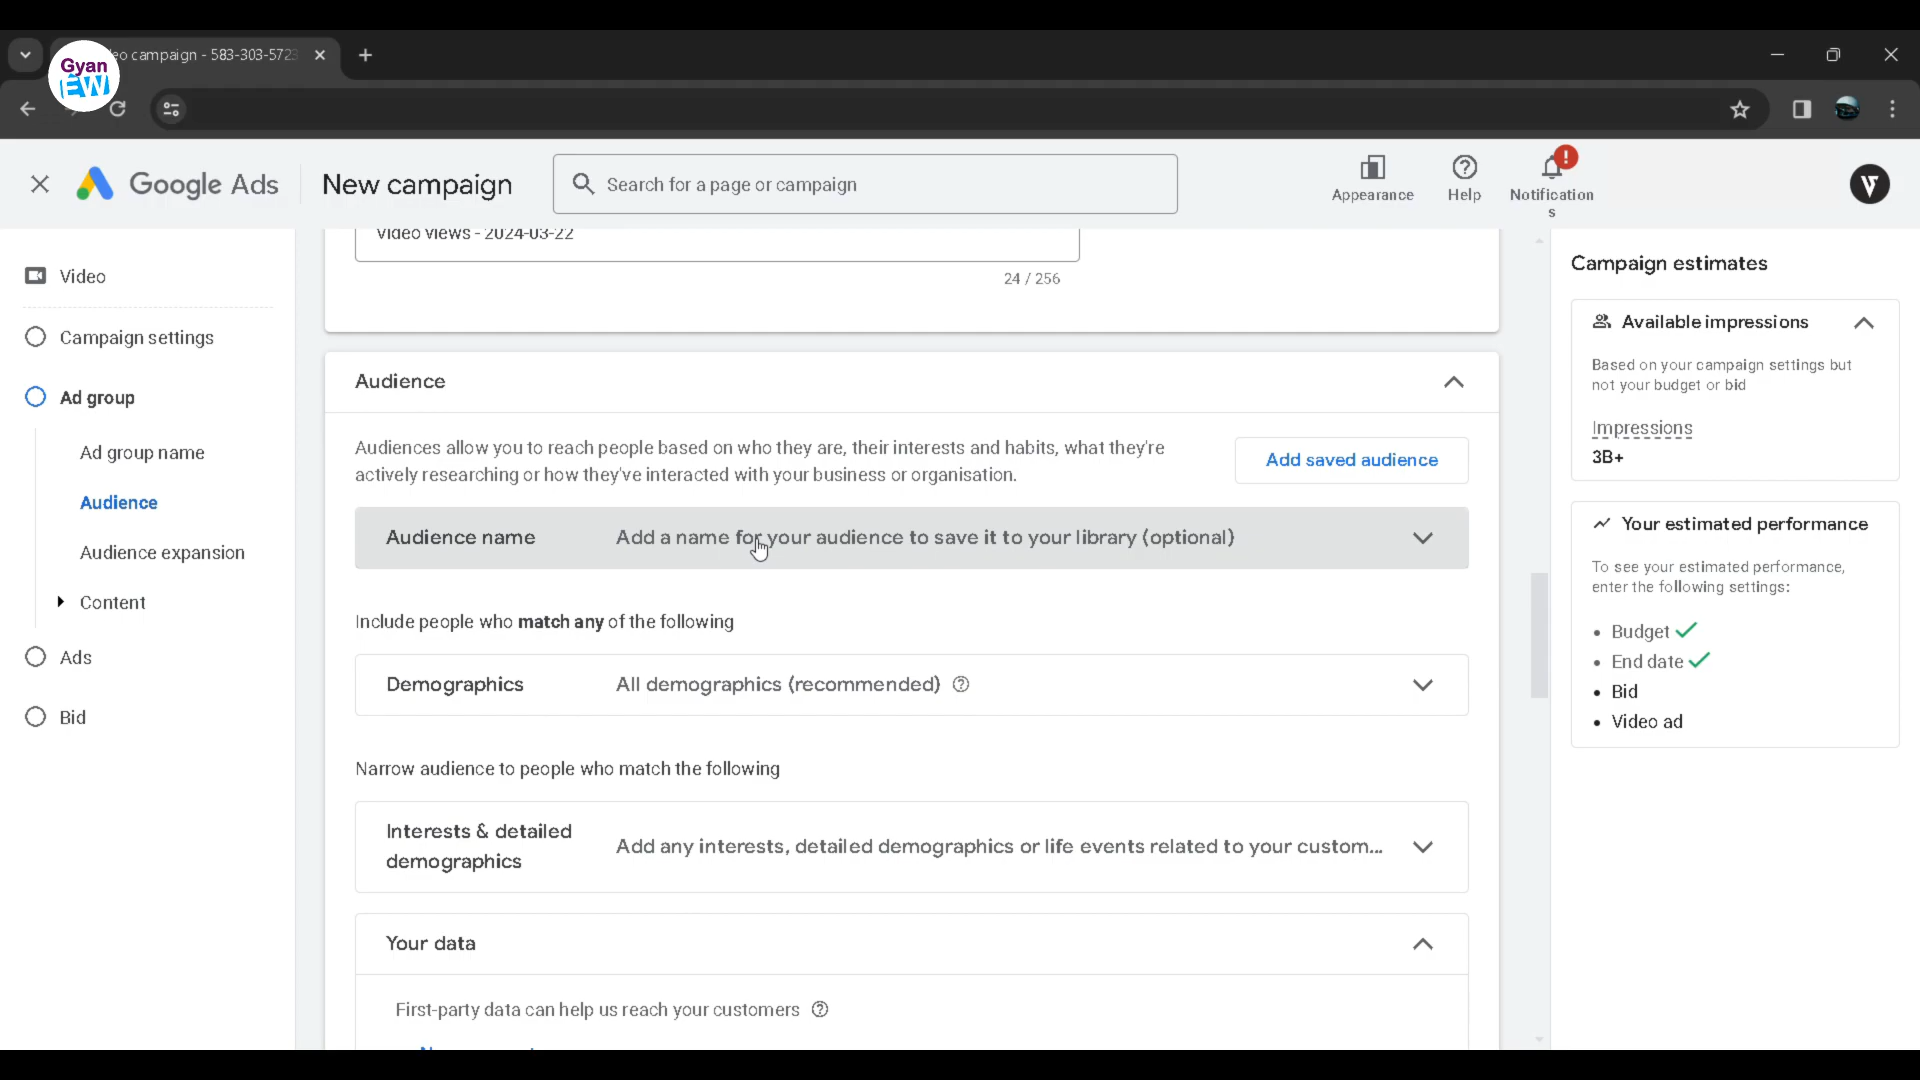 eo campaign - 583-303-5723
Gyan
EW
Google Ads
New campaign
Search for a page or campaign
Appearance
Help
Notification
s
Video
Campaign settings
Ad group
Ad group name
Audience
Audience expansion
Content
Ads
Bid
Video views - 2024-03-22
24 / 256
Audience
Audiences allow you to reach people based on who they are, their interests and habits, what they're
actively researching or how they've interacted with your business or organisation.
Add saved audience
Audience name
Add a name for your audience to save it to your library (optional)
Include people who match any of the following
Demographics
All demographics (recommended)
Narrow audience to people who match the following
Interests & detailed
demographics
Add any interests, detailed demographics or life events related to your custom...
Your data
First-party data can help us reach your customers
Campaign estimates
Available impressions
Based on your campaign settings but
not your budget or bid
Impressions
3B+
Your estimated performance
To see your estimated performance,
enter the following settings:
• Budget
• End date
• Bid
• Video ad